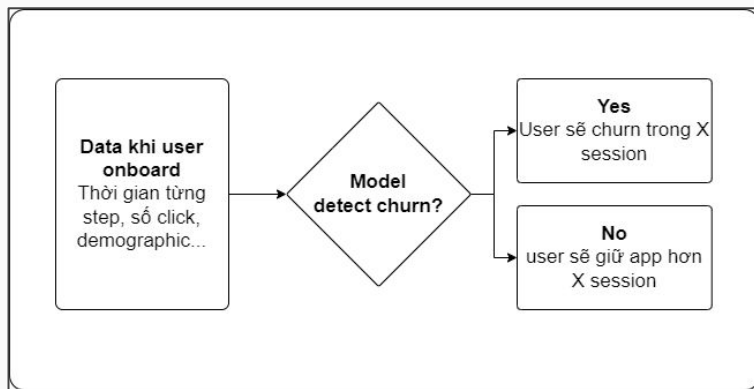 Data khi user
onboard
Thời gian từng
step, số click,
demographic...
Model
detect churn?
Yes
User sẽ churn trong X
session
No
user sẽ giữ app hơn
X session